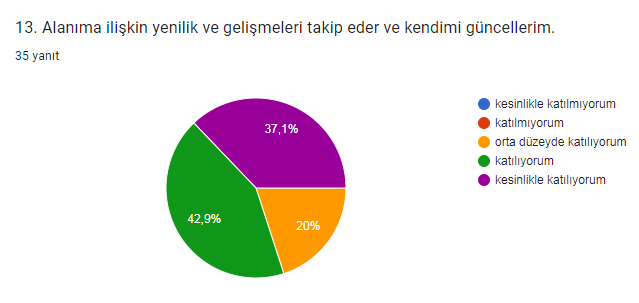 13. Alanıma ilişkin yenilik ve gelişmeleri takip eder ve kendimi güncellerim.
35 yanıt
37,1%
42,9%
20%
kesinlikle katılmıyorum
katılmıyorum
orta düzeyde katılıyorum
katılıyorum
kesinlikle katılıyorum